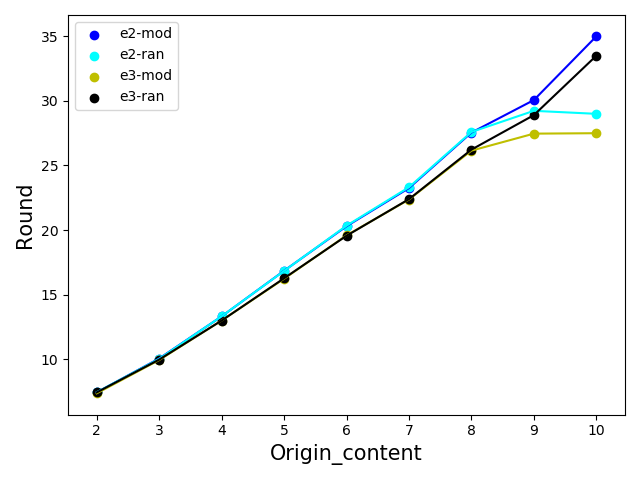 e2-mod
e2-ran
e3-mod
e3-ran
35
30
25
20
15
10
Round
2 3 4 5 6 7 8 9 10
Origin_content